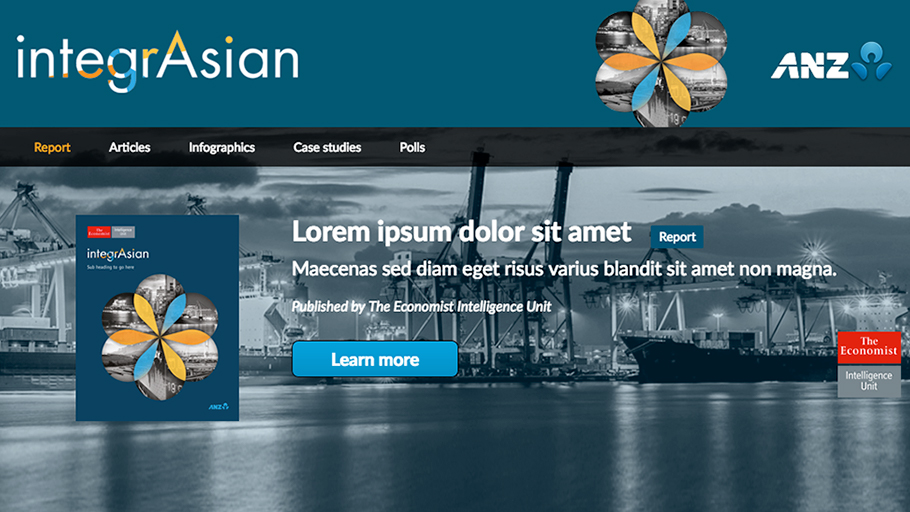 integrAsian
ANZ
Report
Articles
Infographics
Case studies
Polls
The
Economist
Intelligence
Unit
integrAsian
Sub heading to go here
ANZ
Lorem ipsum dolor sit amet
Report
Maecenas sed diam eget risus varius blandit sit amet non magna.
Published by The Economist Intelligence Unit
Learn more
The
Economist
Intelligence
Unit